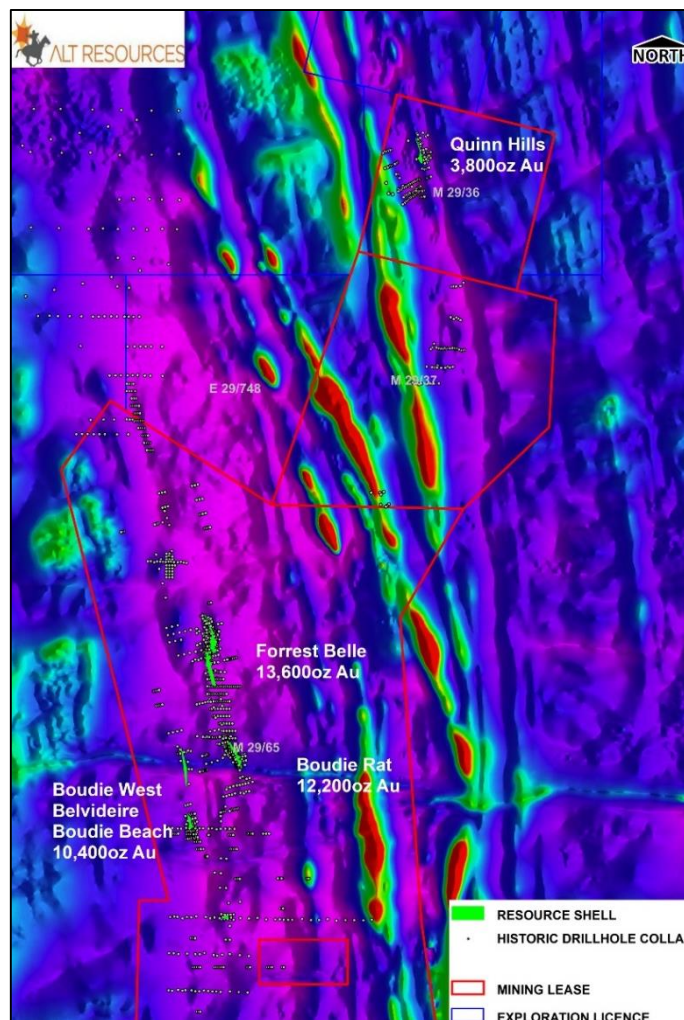 ALT RESOURCES
NORTH
Quinn Hills
3,800oz Au
M 29/36
E 29/748
M 29/37
Forrest Belle
13,600oz Au
M 29/65
Boudie Rat
12,200oz Au
Boudie West
Belvideire
Boudie Beach
10,400oz Au
RESOURCE SHELL
HISTORIC DRILLHOLE COLLA
MINING LEASE
EXPLORATION LICENCE